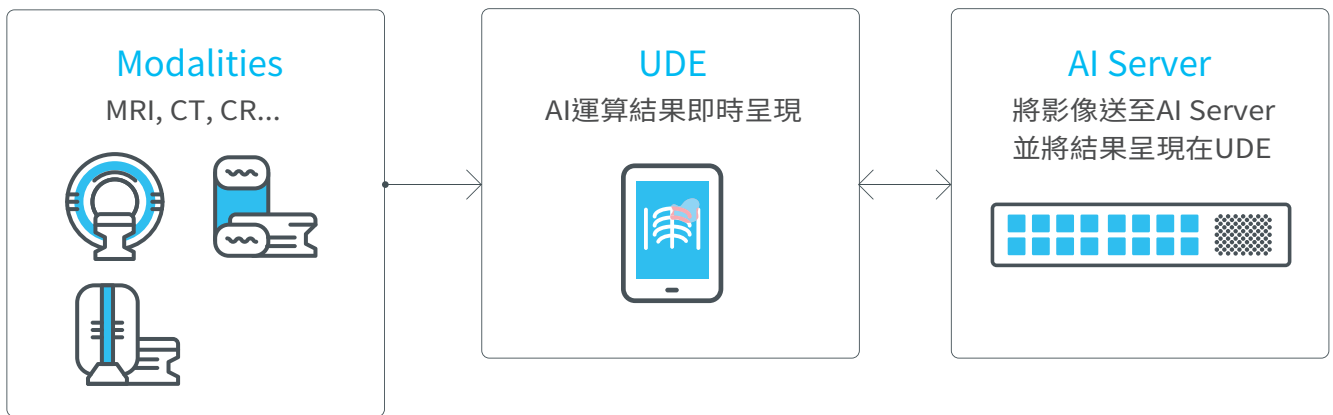 Modalities
MRI, CT, CR...
UDE
AI運算結果即時呈現
AI Server
將影像送至AI Server
並將結果呈現在UDE